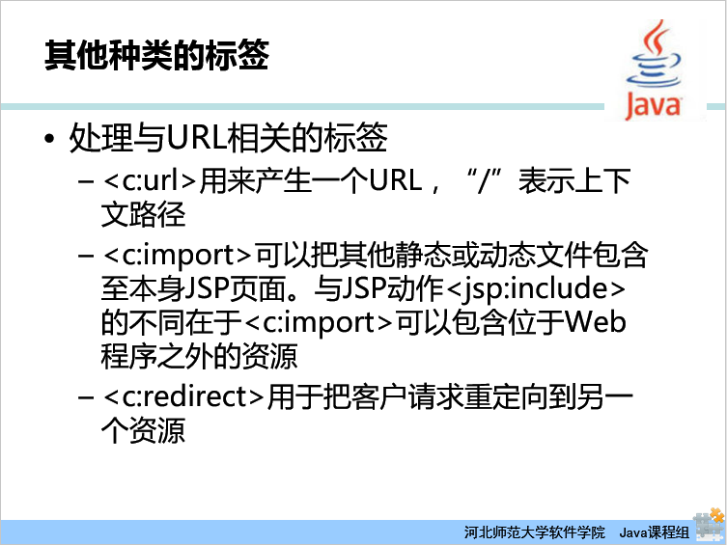 其他种类的标签
Java
• 处理与URL相关的标签
– <c:url>用来产生一个URL，“/”表示上下
文路径
– <c:import>可以把其他静态或动态文件包含
至本身JSP页面。与JSP动作<jsp:include>
的不同在于<c:import>可以包含位于Web
程序之外的资源
– <c:redirect>用于把客户请求重定向到另一
个资源
河北师范大学软件学院 Java课程组